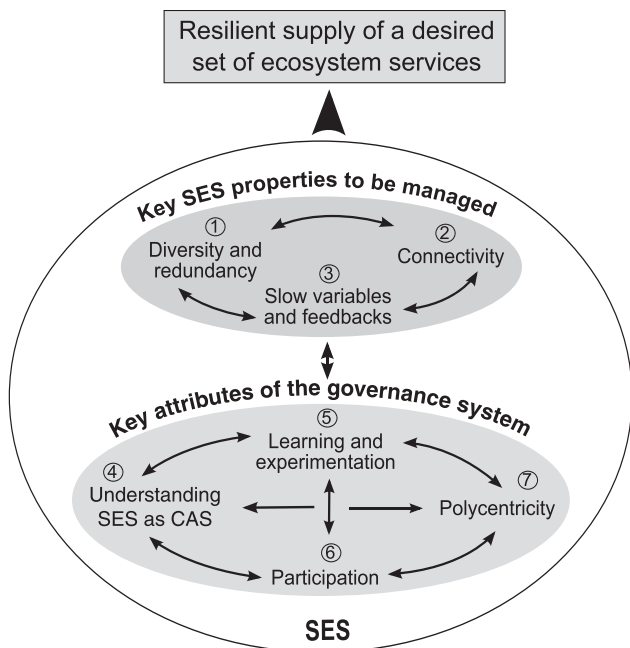 Resilient supply of a desired
set of ecosystem services
Key SES properties to be managed
①
Diversity and
redundancy
②
Connectivity
③
Slow variables
and feedbacks
Key attributes of the governance system
⑤
Learning and
experimentation
④
Understanding
SES as CAS
⑦
Polycentricity
⑥
Participation
SES